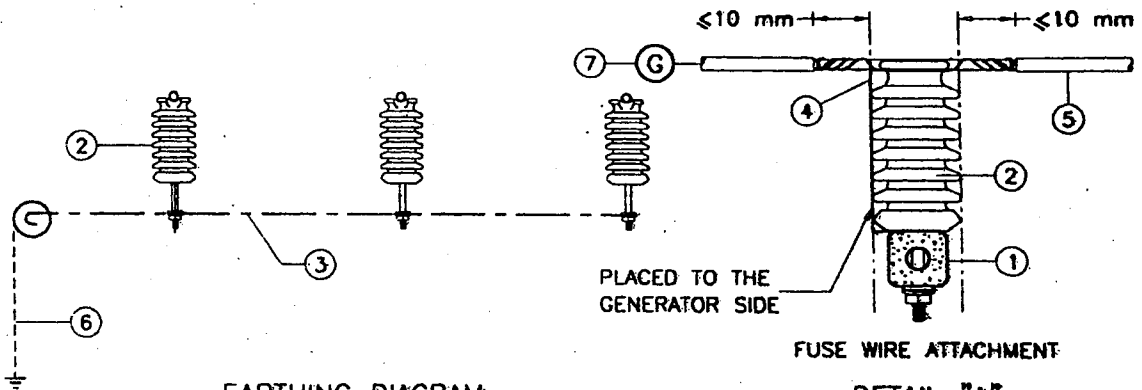 ≤10 mm
≤10 mm
7
G
4
5
2
2
3
1
PLACED TO THE
GENERATOR SIDE
6
FUSE WIRE ATTACHMENT
EARTHING DIAGRAM
DETAIL